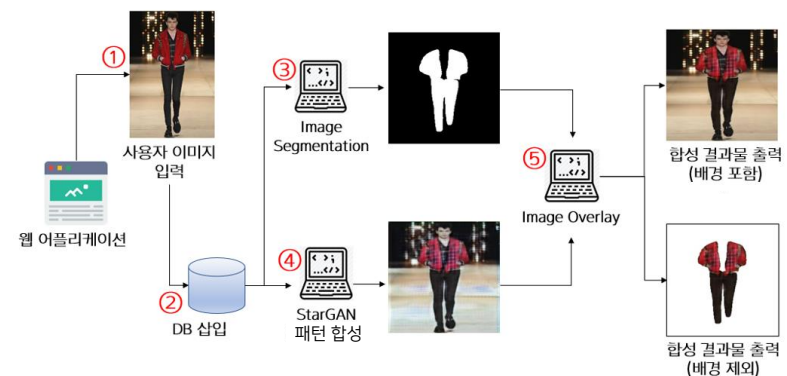 ①
사용자 이미지
입력
웹 어플리케이션
②
DB 삽입
③
< > ;
...</>
Image
Segmentation
④
< > ;
...</>
StarGAN
패턴 합성
⑤
< > ;
...</>
Image Overlay
합성 결과물 출력
(배경 포함)
합성 결과물 출력
(배경 제외)